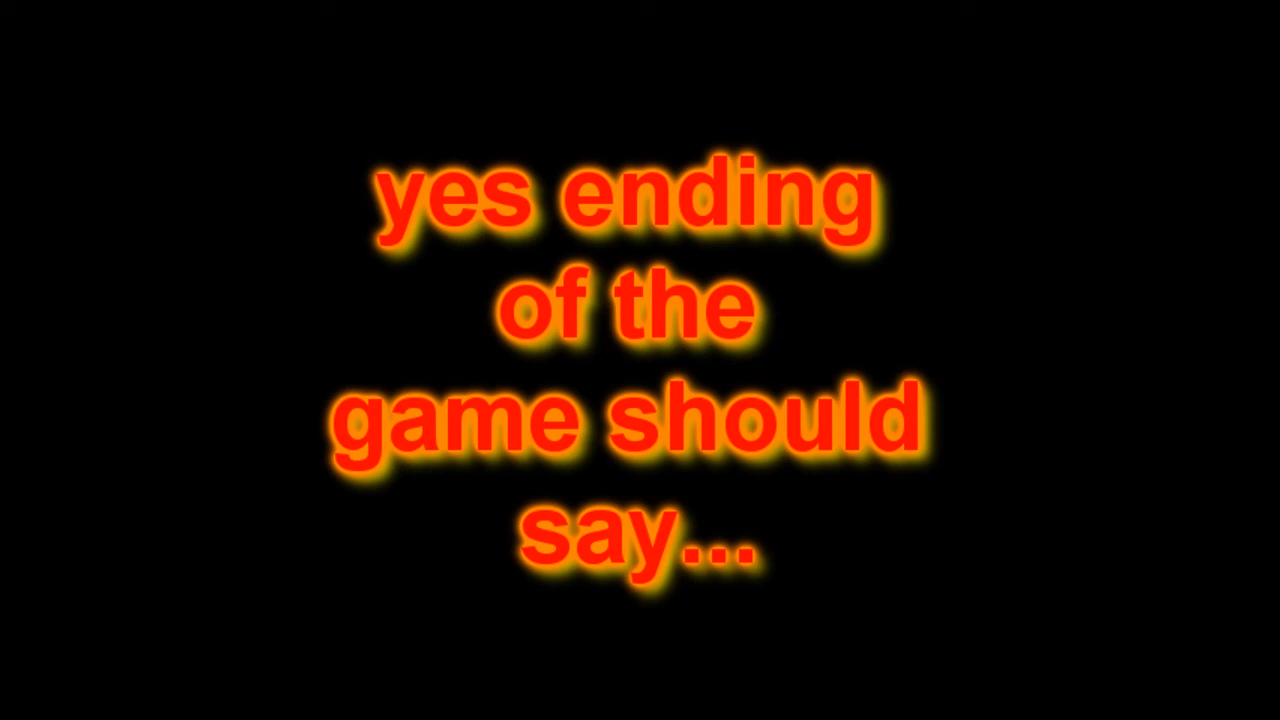 yes ending
of the
game should
say...